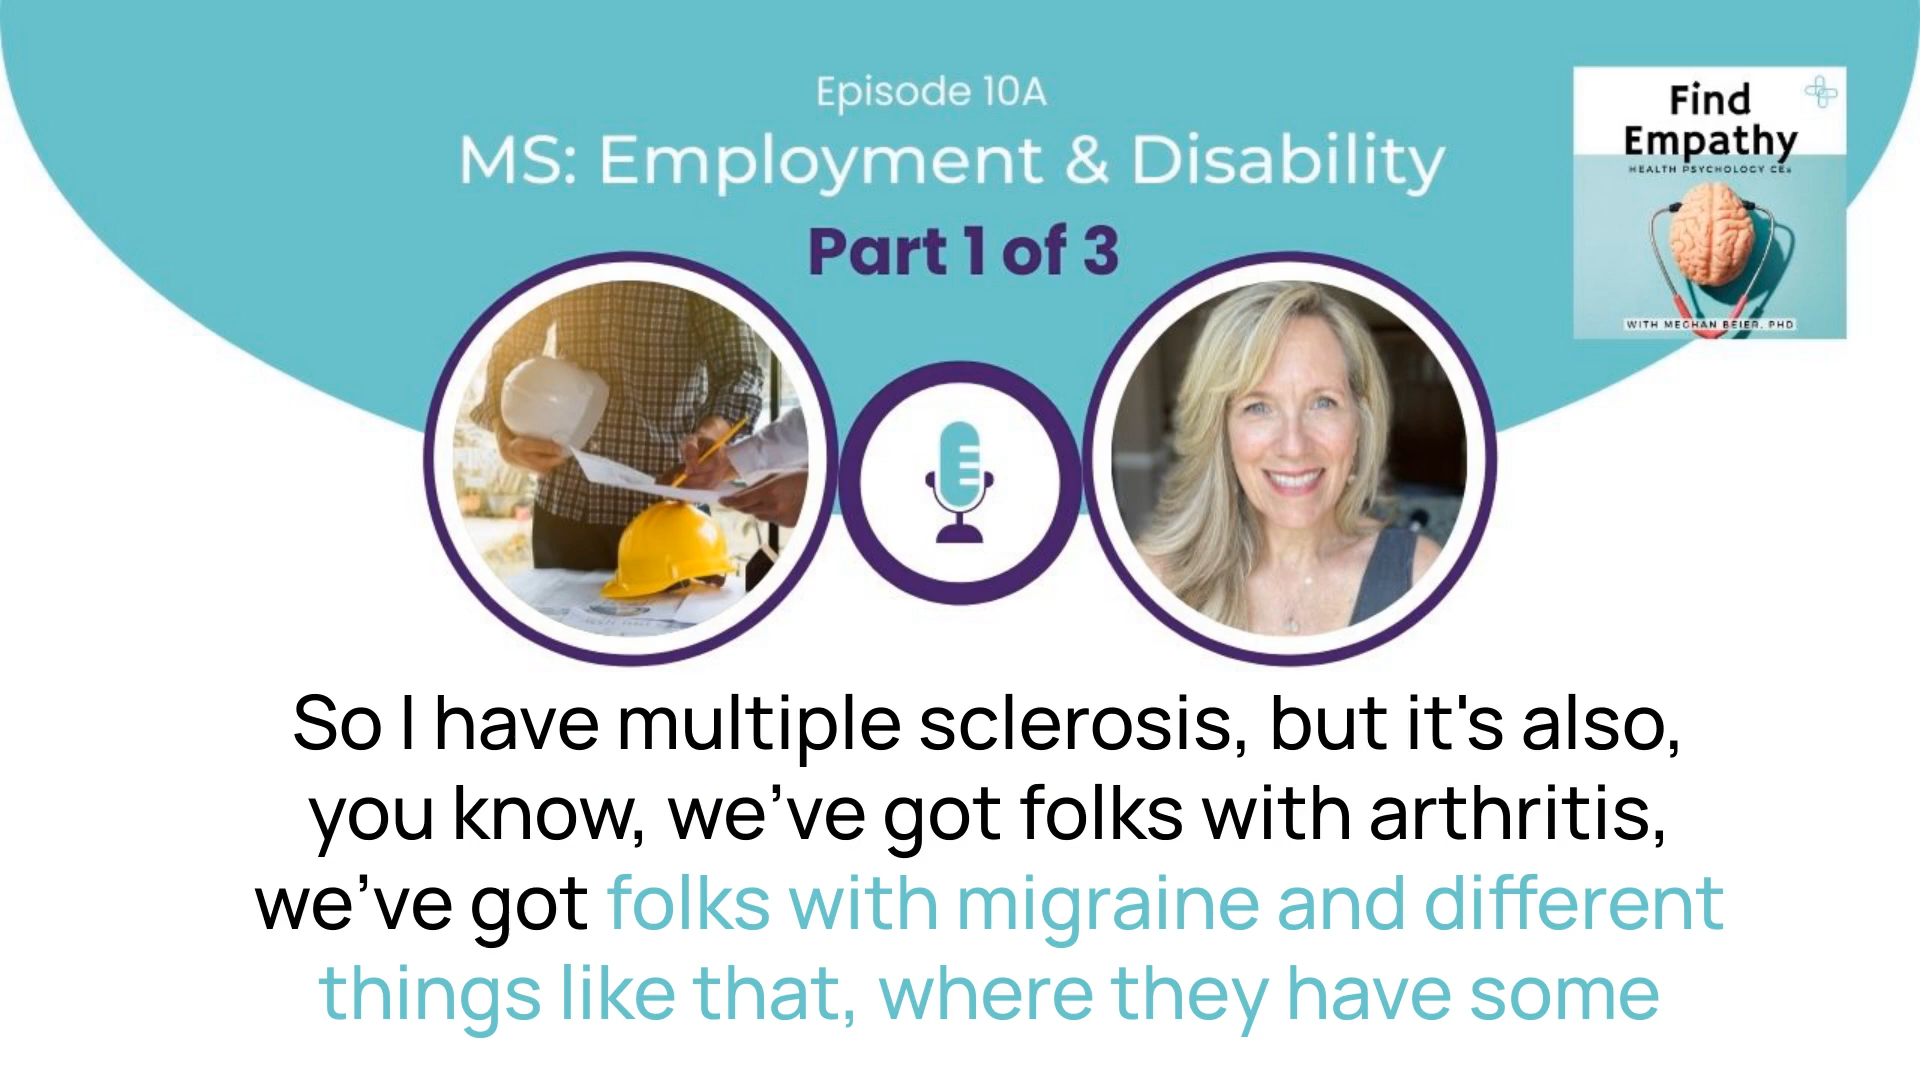 Episode 10A
MS: Employment & Disability
Part 1 of 3
Find
Empathy
HEALTH PSYCHOLOGY CEs
WITH MEGHAN BEIER, PHD
So I have multiple sclerosis, but it's also,
you know, we’ve got folks with arthritis,
we’ve got folks with migraine and different
things like that, where they have some